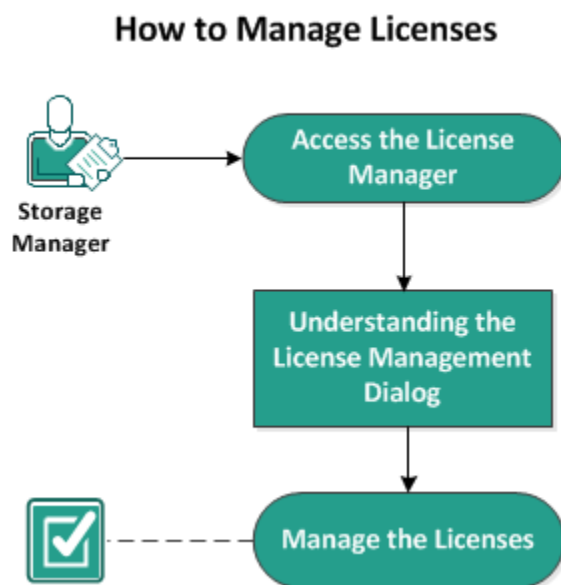 How to Manage Licenses
Access the License
Manager
Storage
Manager
Understanding the
License Management
Dialog
Manage the Licenses